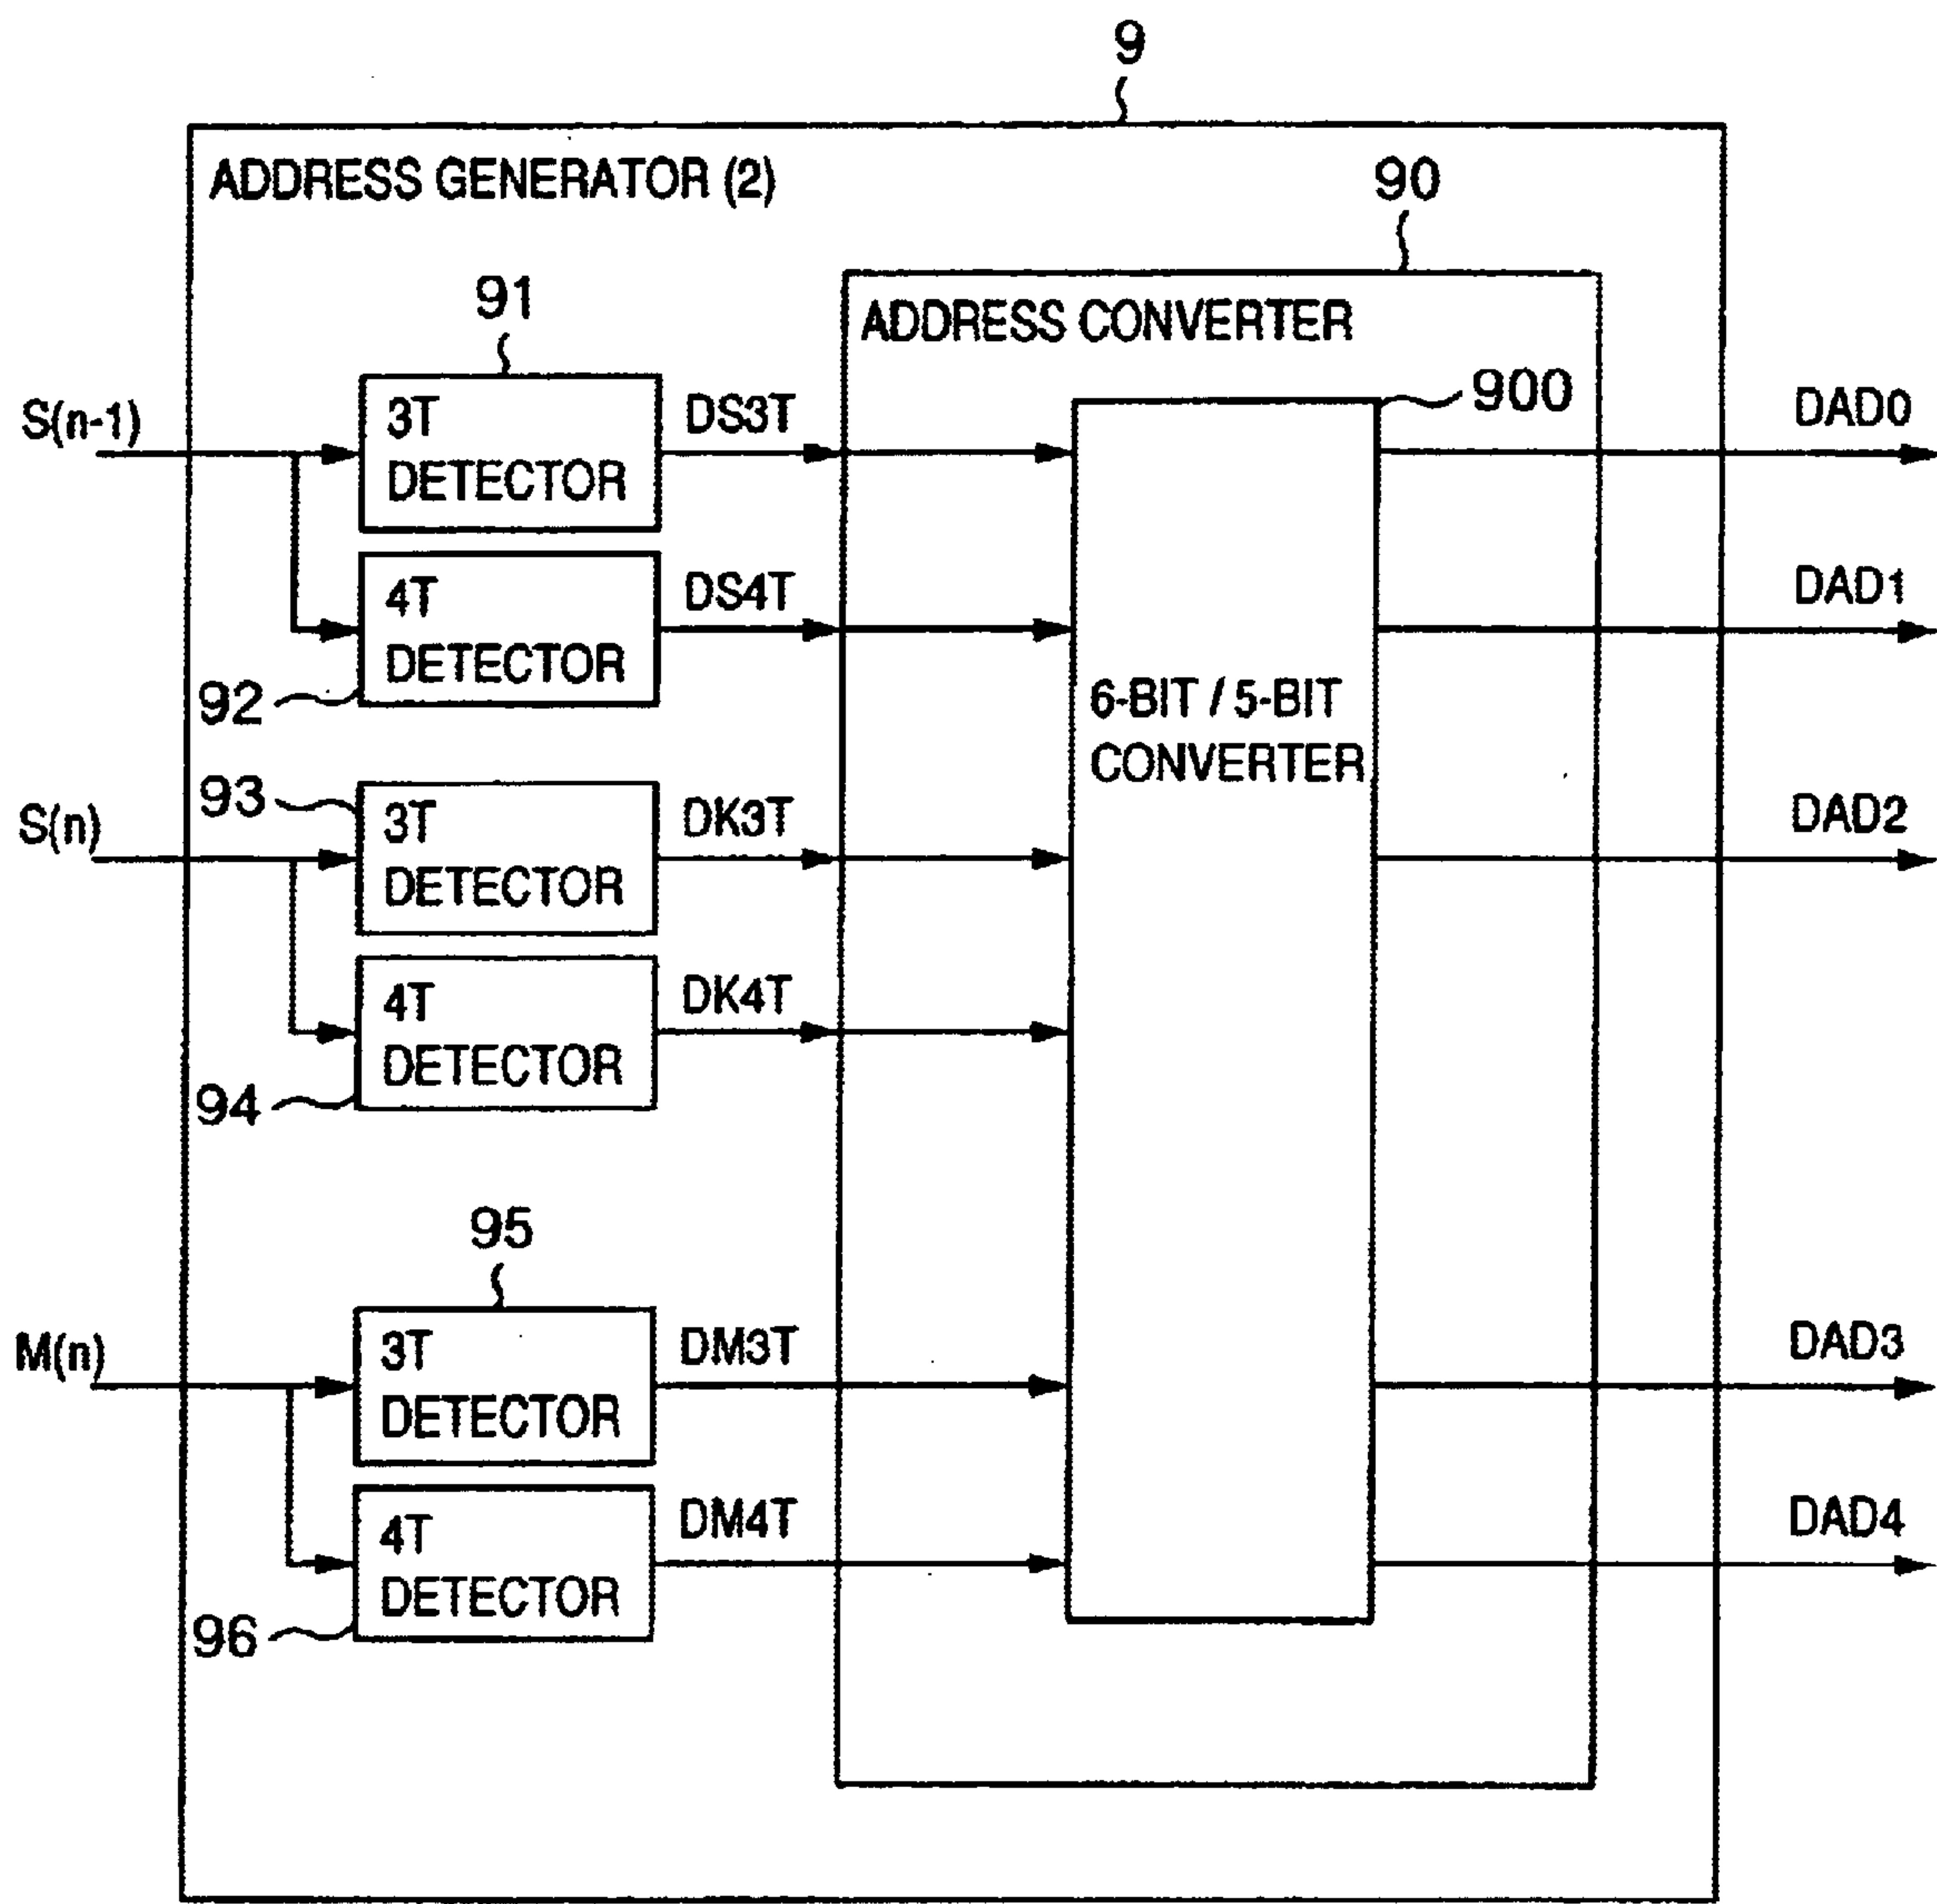 9
ADDRESS GENERATOR (2)
90
ADDRESS CONVERTER
91
900
S(n-1)
3T
DETECTOR
DS3T
DAD0
4T
DETECTOR
DS4T
DAD1
92
6-BIT / 5-BIT
CONVERTER
93
S(n)
3T
DETECTOR
DK3T
DAD2
4T
DETECTOR
DK4T
94
95
M(n)
3T
DETECTOR
DM3T
DAD3
4T
DETECTOR
DM4T
DAD4
96